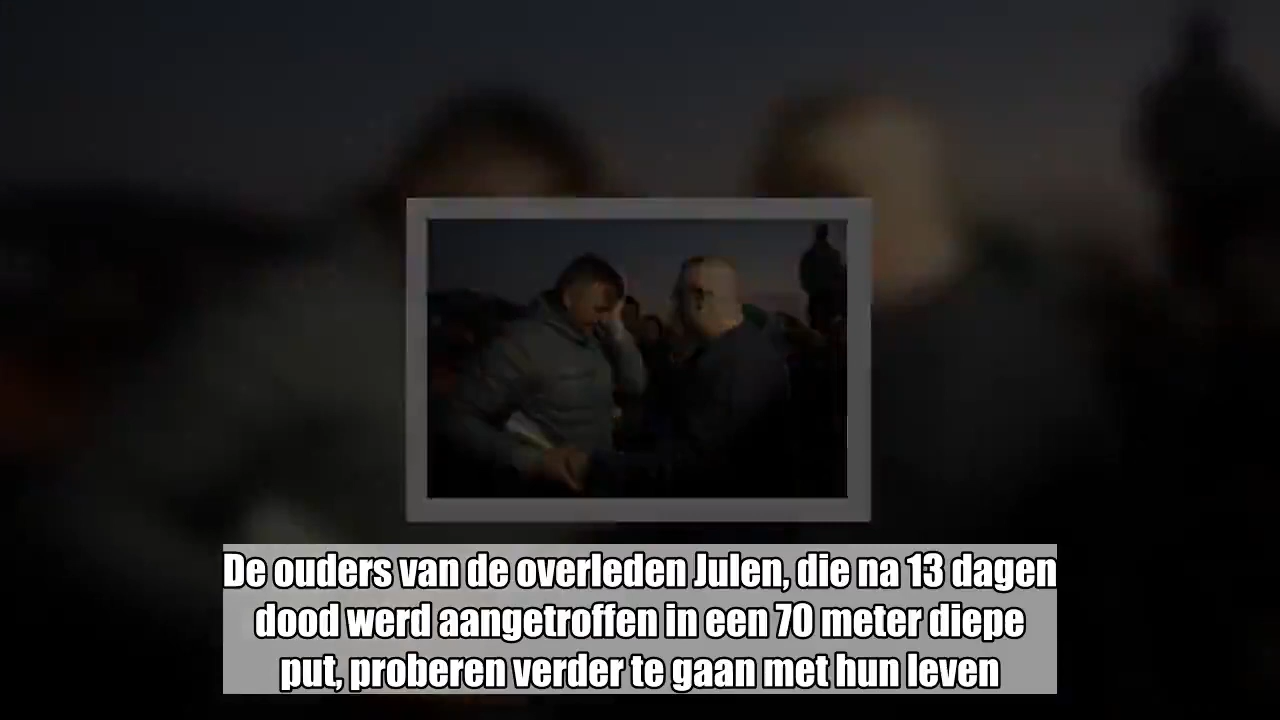 De ouders van de overleden Julen, die na 13 dagen
dood werd aangetroffen in een 70 meter diepe
put, proberen verder te gaan met hun leven